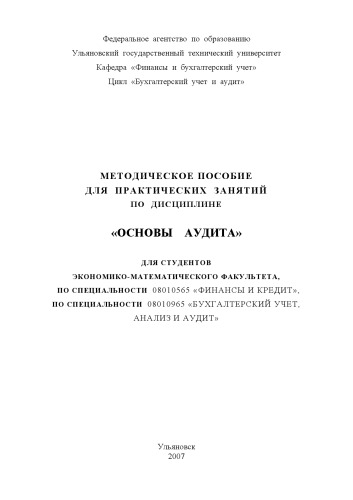 Федеральное агентство по образованию
Ульяновский государственный технический университет
Кафедра «Финансы и бухгалтерский учет»
Цикл «Бухгалтерский учет и аудит»
МЕТОДИЧЕСКОЕ ПОСОБИЕ
ДЛЯ ПРАКТИЧЕСКИХ ЗАНЯТИЙ
ПО ДИСЦИПЛИНЕ
«ОСНОВЫ АУДИТА»
ДЛЯ СТУДЕНТОВ
ЭКОНОМИКО-МАТЕМАТИЧЕСКОГО ФАКУЛЬТЕТА,
ПО СПЕЦИАЛЬНОСТИ 08010565 «ФИНАНСЫ И КРЕДИТ»,
ПО СПЕЦИАЛЬНОСТИ 08010965 «БУХГАЛТЕРСКИЙ УЧЕТ,
АНАЛИЗ И АУДИТ»
Ульяновск
2007